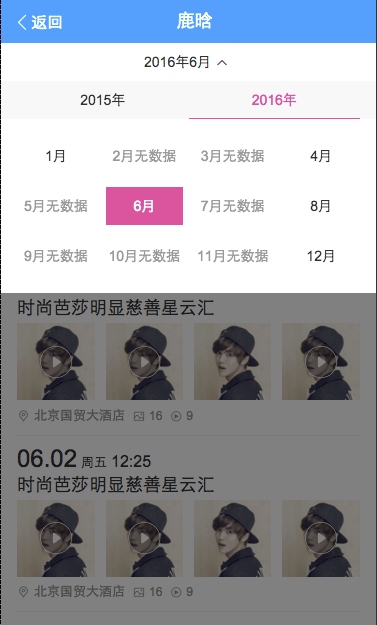 返回 鹿晗
2016年6月
2015年 2016年
1月 2月无数据 3月无数据 4月
5月无数据 6月 7月无数据 8月
9月无数据 10月无数据 11月无数据 12月
时尚芭莎明显慈善星云汇
北京国贸大酒店 16 9
06.02 周五 12:25
时尚芭莎明显慈善星云汇
北京国贸大酒店 16 9